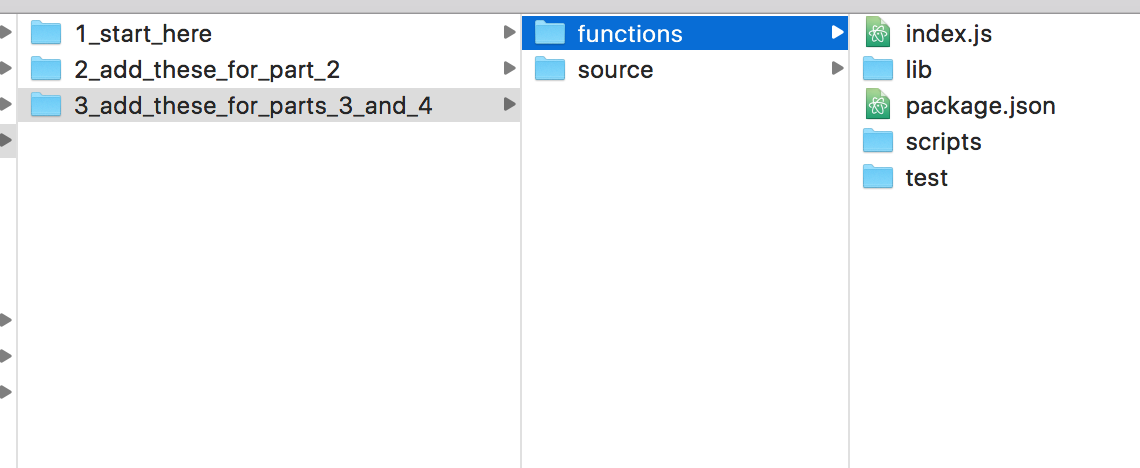 1_start_here
2_add_these_for_part_2
3_add_these_for_parts_3_and_4
functions
source
index.js
lib
package.json
scripts
test